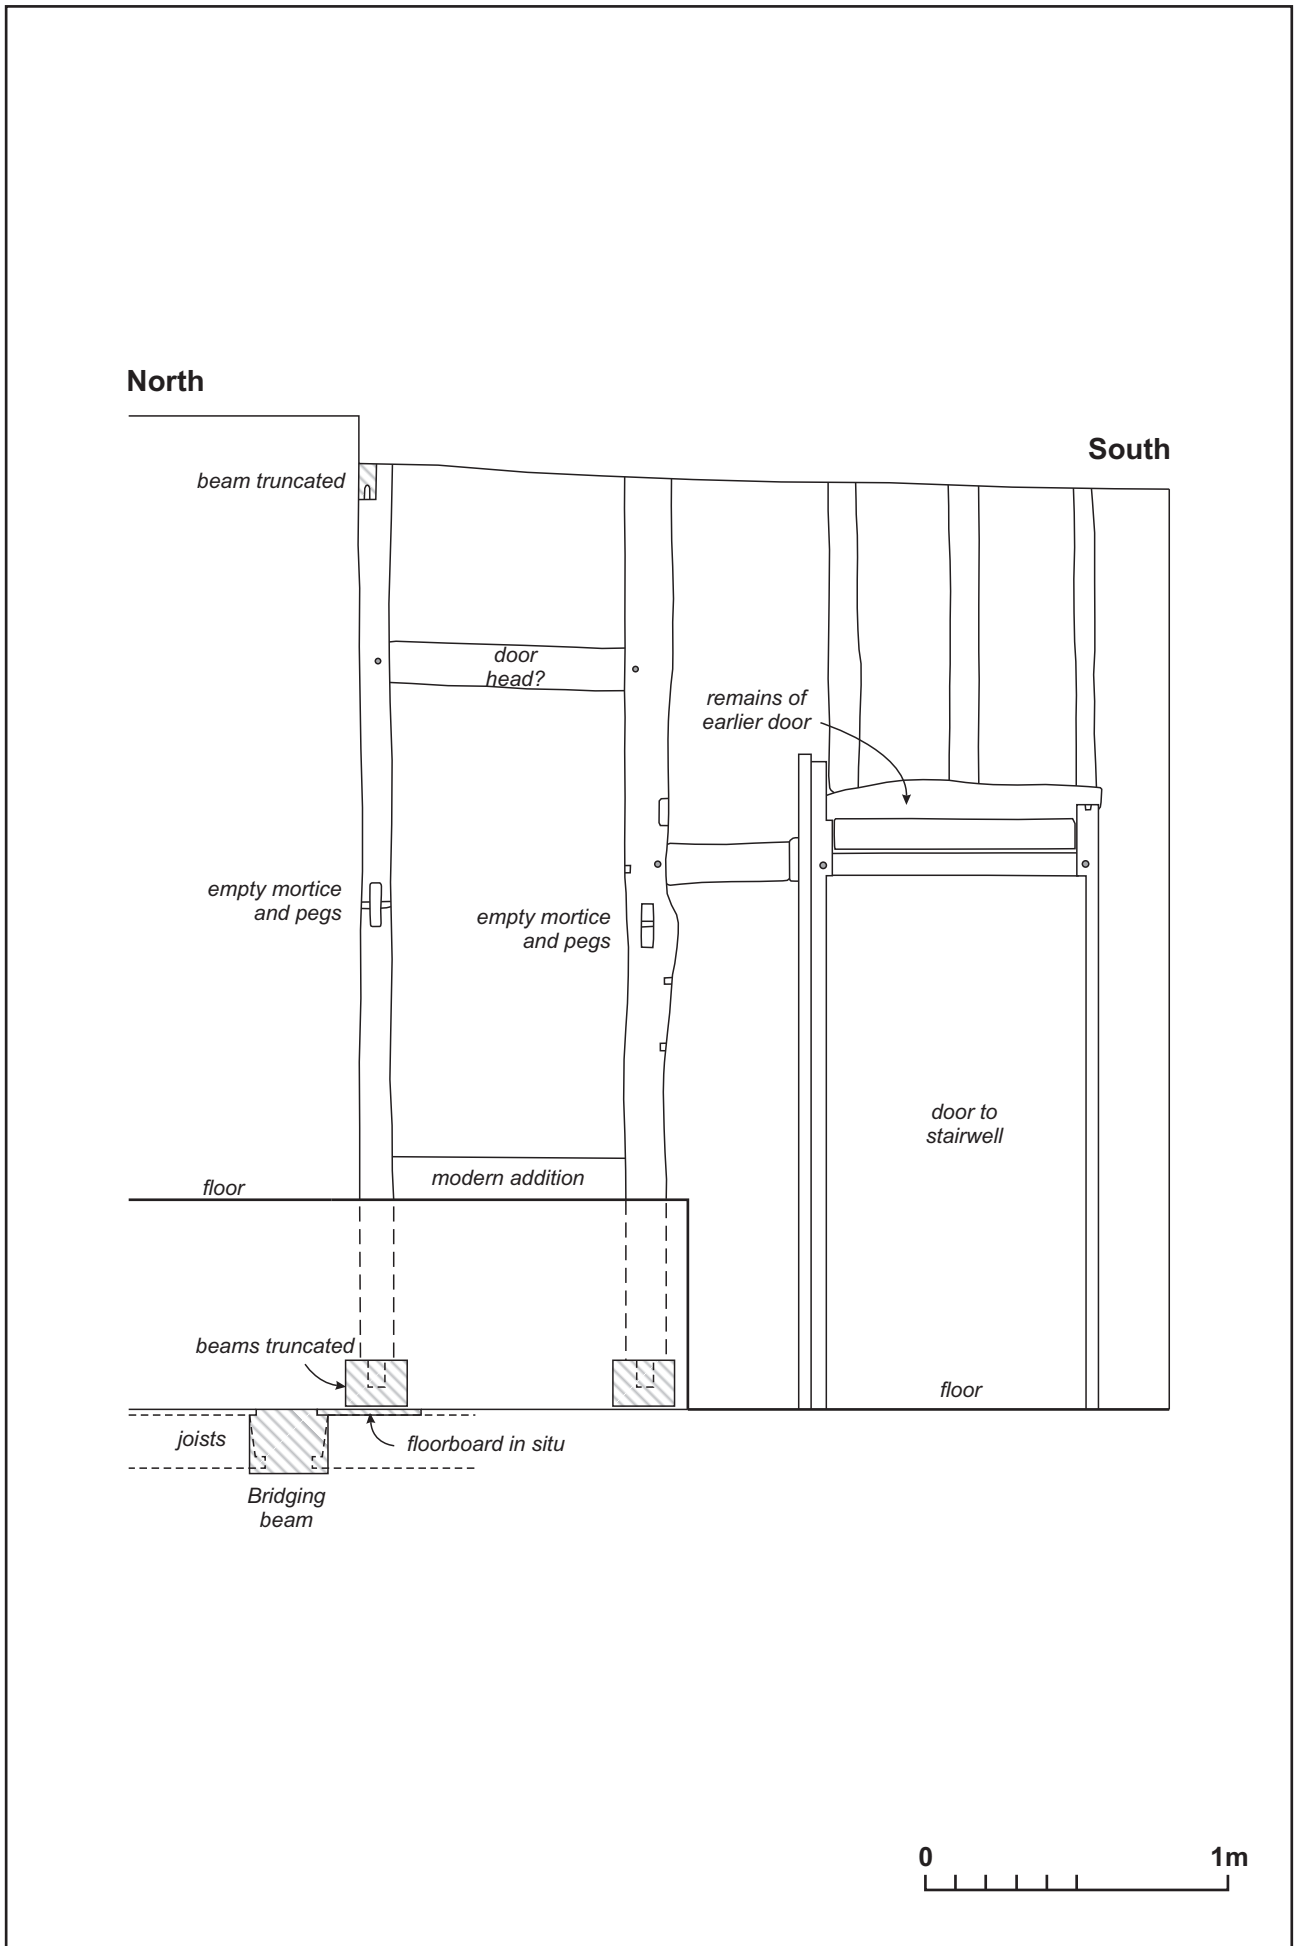 North
South
beam truncated
door
head?
remains of
earlier door
empty mortice
and pegs
empty mortice
and pegs
door to
stairwell
modern addition
floor
beams truncated
floor
joists
floorboard in situ
Bridging
beam
0 1m